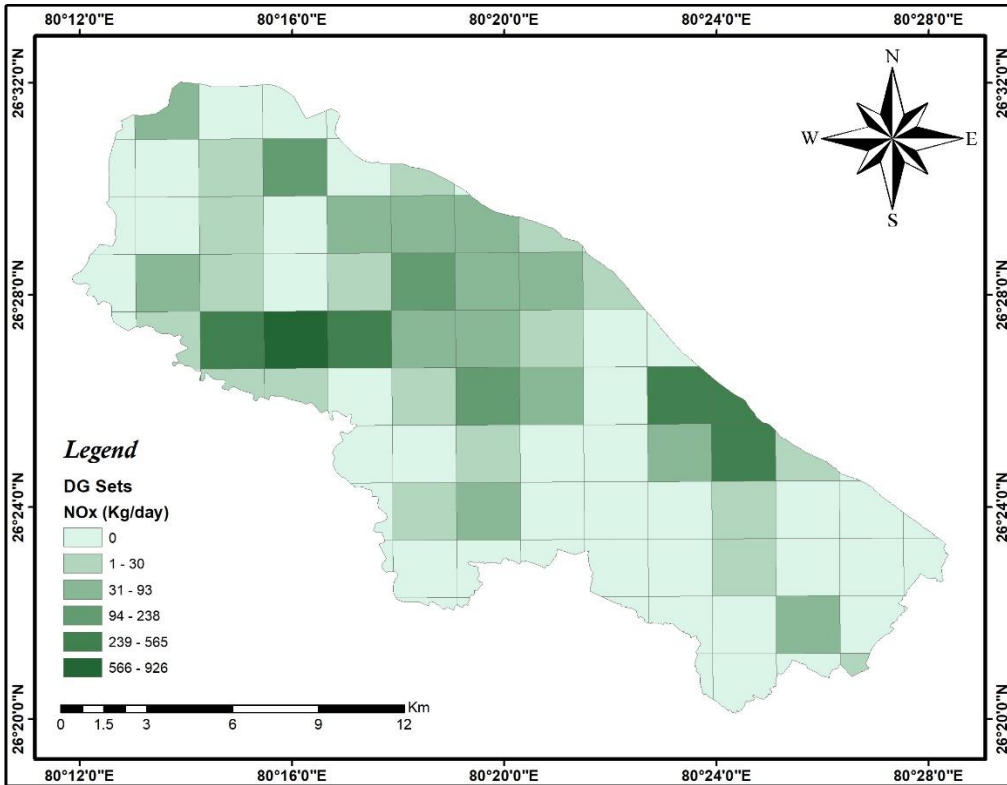 80°12'0"E 80°16'0"E 80°20'0"E 80°24'0"E 80°28'0"E
26°32'0"N 26°32'0"N
N
W E
S
26°28'0"N 26°28'0"N
Legend
DG Sets
NOx (Kg/day)
0
1 - 30
31 - 93
94 - 238
239 - 565
566 - 926
26°24'0"N 26°24'0"N
Km
0 1.5 3 6 9 12
26°20'0"N 26°20'0"N
80°12'0"E 80°16'0"E 80°20'0"E 80°24'0"E 80°28'0"E